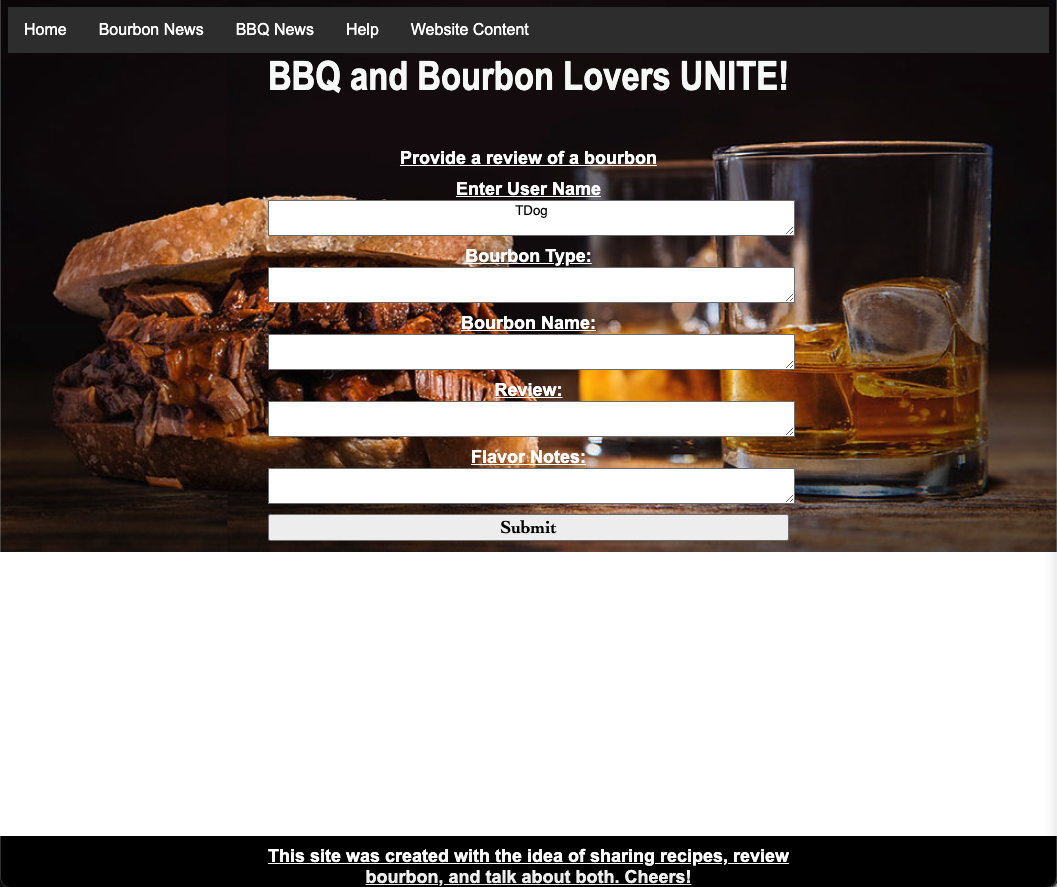 Home Bourbon News BBQ News Help Website Content
BBQ and Bourbon Lovers UNITE!
Provide a review of a bourbon
Enter User Name
TDog
Bourbon Type:
Bourbon Name:
Review:
Flavor Notes:
Submit
This site was created with the idea of sharing recipes, review
bourbon, and talk about both. Cheers!